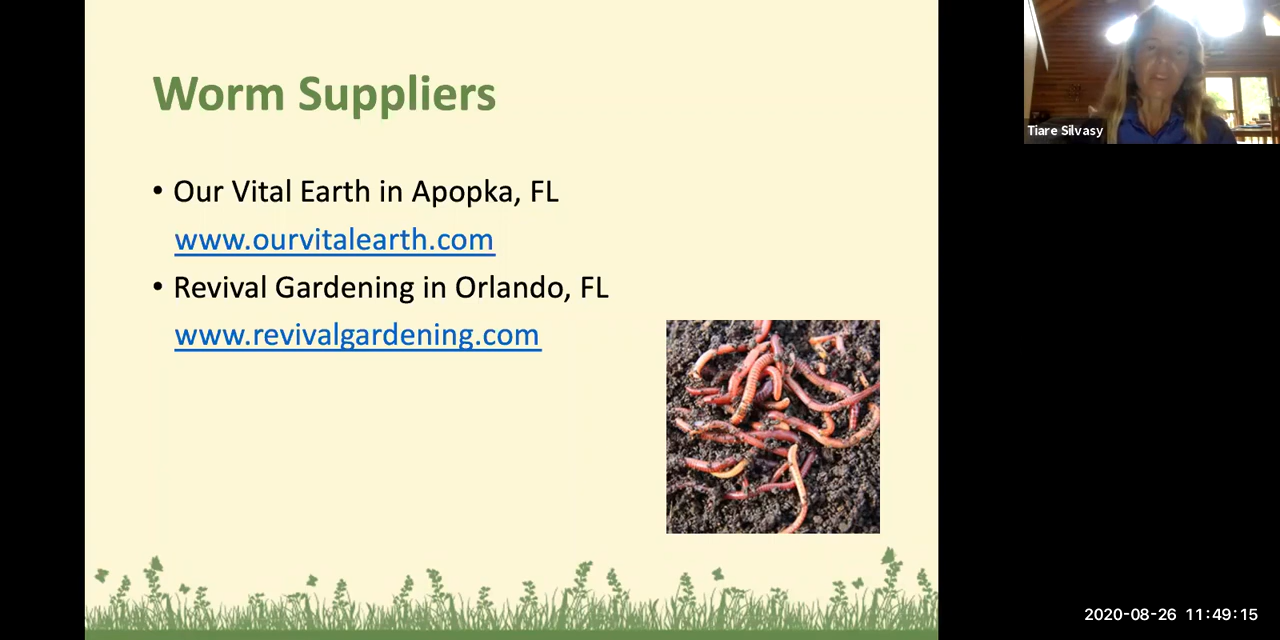 Worm Suppliers
• Our Vital Earth in Apopka, FL
www.ourvitalearth.com
• Revival Gardening in Orlando, FL
www.revivalgardening.com
Tiare Silvasy
2020-08-26 11:49:15